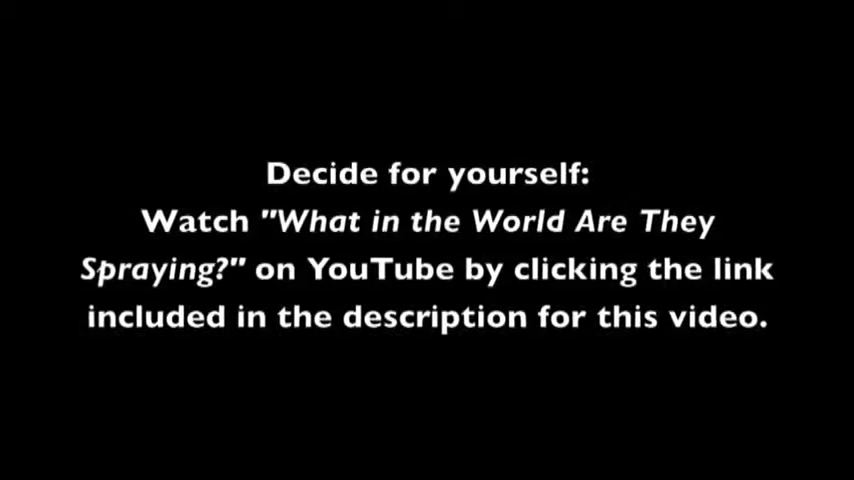 Decide for yourself:
Watch "What in the World Are They
Spraying?" on YouTube by clicking the link
included in the description for this video.